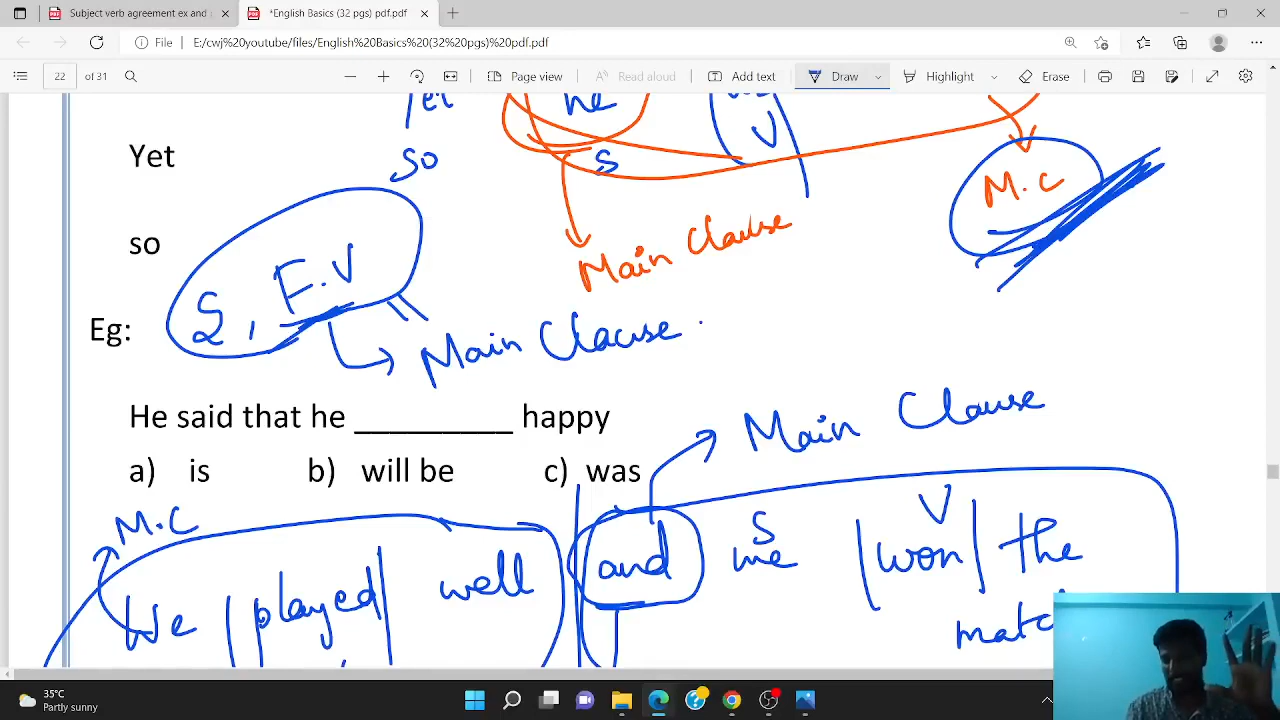 Subject verb agreement ex and
*English Basics (32 pgs) pdf.pdf
File
E:/cwj%20youtube/files/English%20Basics%20(32%20pgs)%20pdf.pdf
22 of 31
Page view
Read aloud
Add text
Draw
Highlight
Erase
Yet
he
V
Yet
so
S
M.C
Main Clause
so
S, F.V
Eg:
Main Clause
He said that he _________ happy
Main Clause
a) is b) will be c) was
M.C
S V
and we won the
We played well
match
35°C
Partly sunny